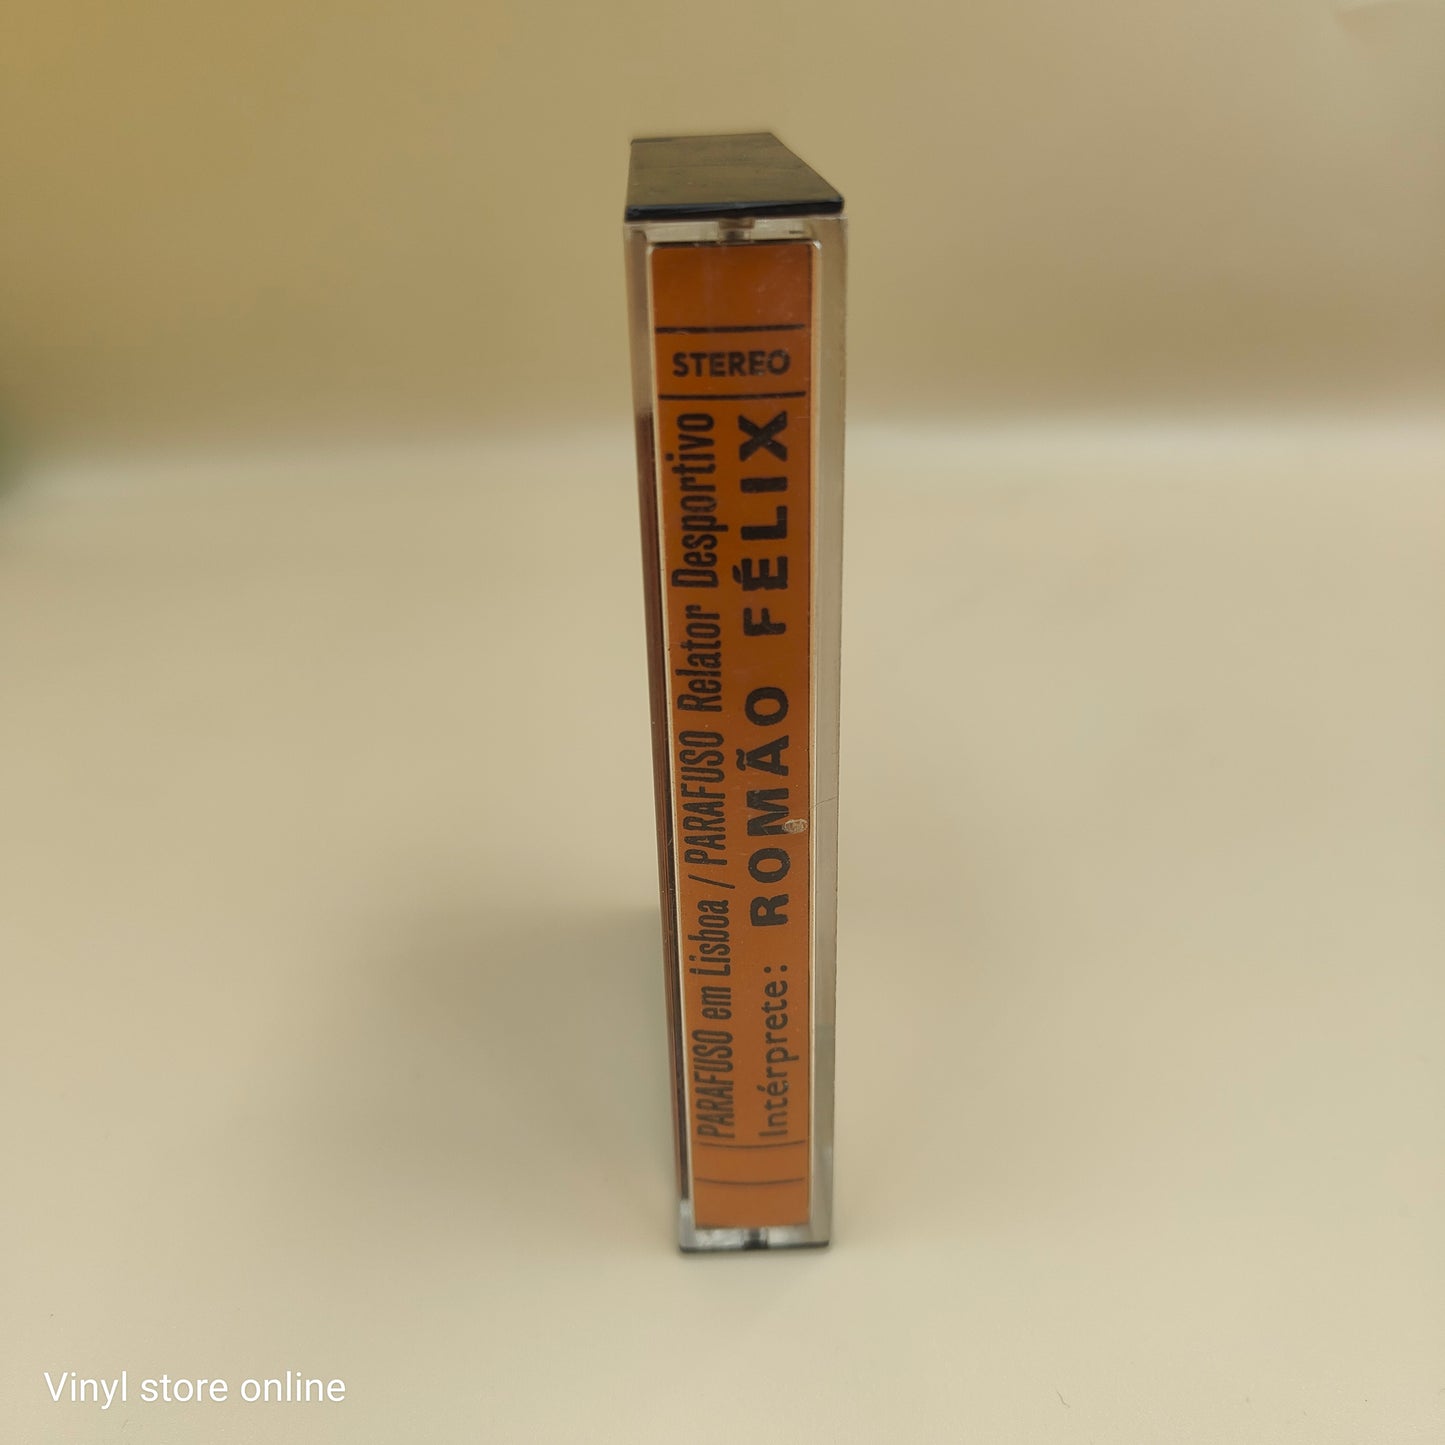 STEREO
PARAFUSO em Lisboa / PARAFUSO Relator Desportivo
Intérprete: ROMÃO FÉLIX
Vinyl store online